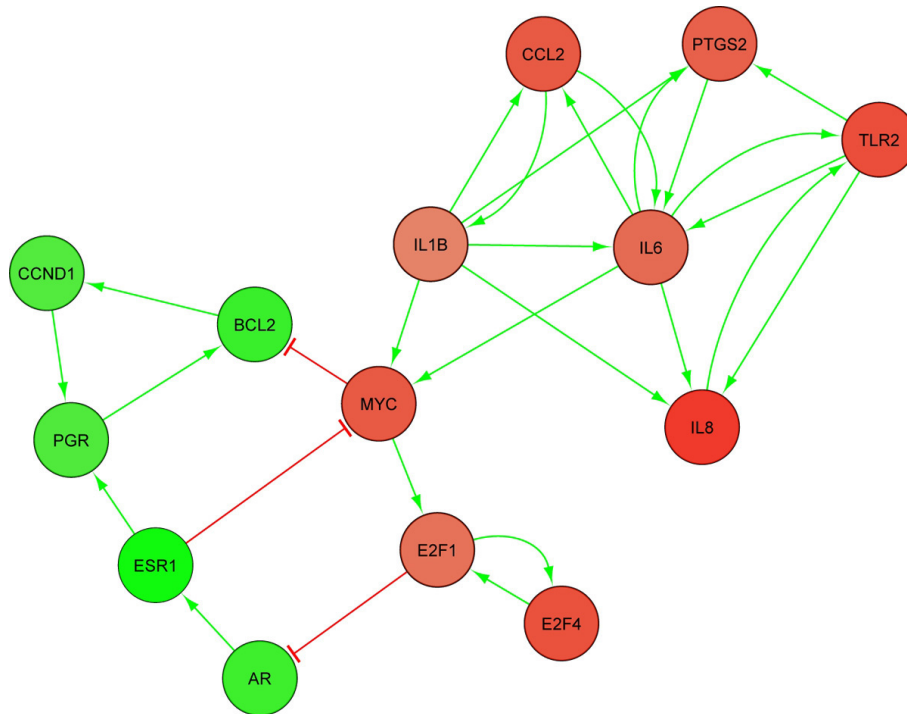 PTGS2
CCL2
TLR2
IL1B
IL6
CCND1
BCL2
MYC
IL8
PGR
E2F1
ESR1
E2F4
AR